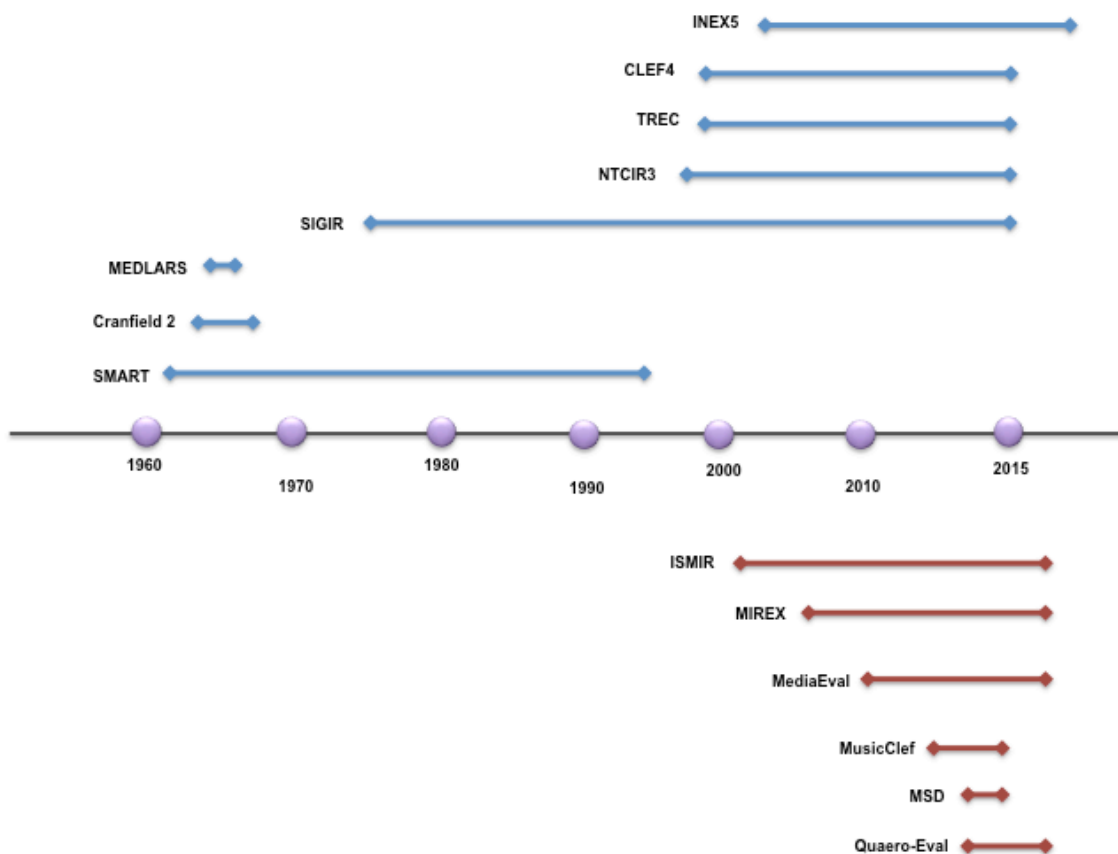 INEX5
CLEF4
TREC
NTCIR3
SIGIR
MEDLARS
Cranfield 2
SMART
1960
1970
1980
1990
2000
2010
2015
ISMIR
MIREX
MediaEval
MusicClef
MSD
Quaero-Eval